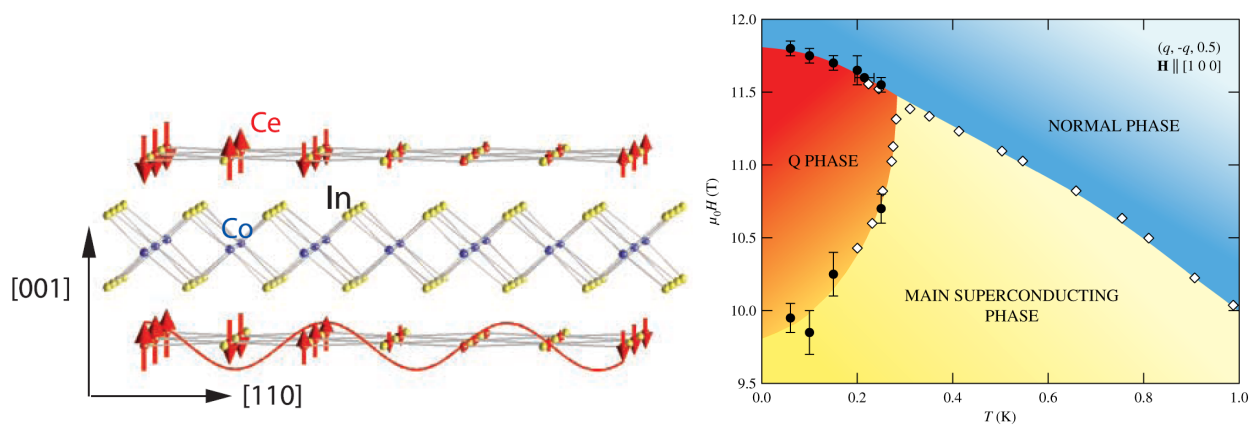 Ce
In
Co
[001]
[110]
12.0
11.5
11.0
10.5
10.0
9.5
μ₀H (T)
(q, -q, 0.5)
H || [1 0 0]
NORMAL PHASE
Q PHASE
MAIN SUPERCONDUCTING
PHASE
0.0
0.2
0.4
0.6
0.8
1.0
T (K)